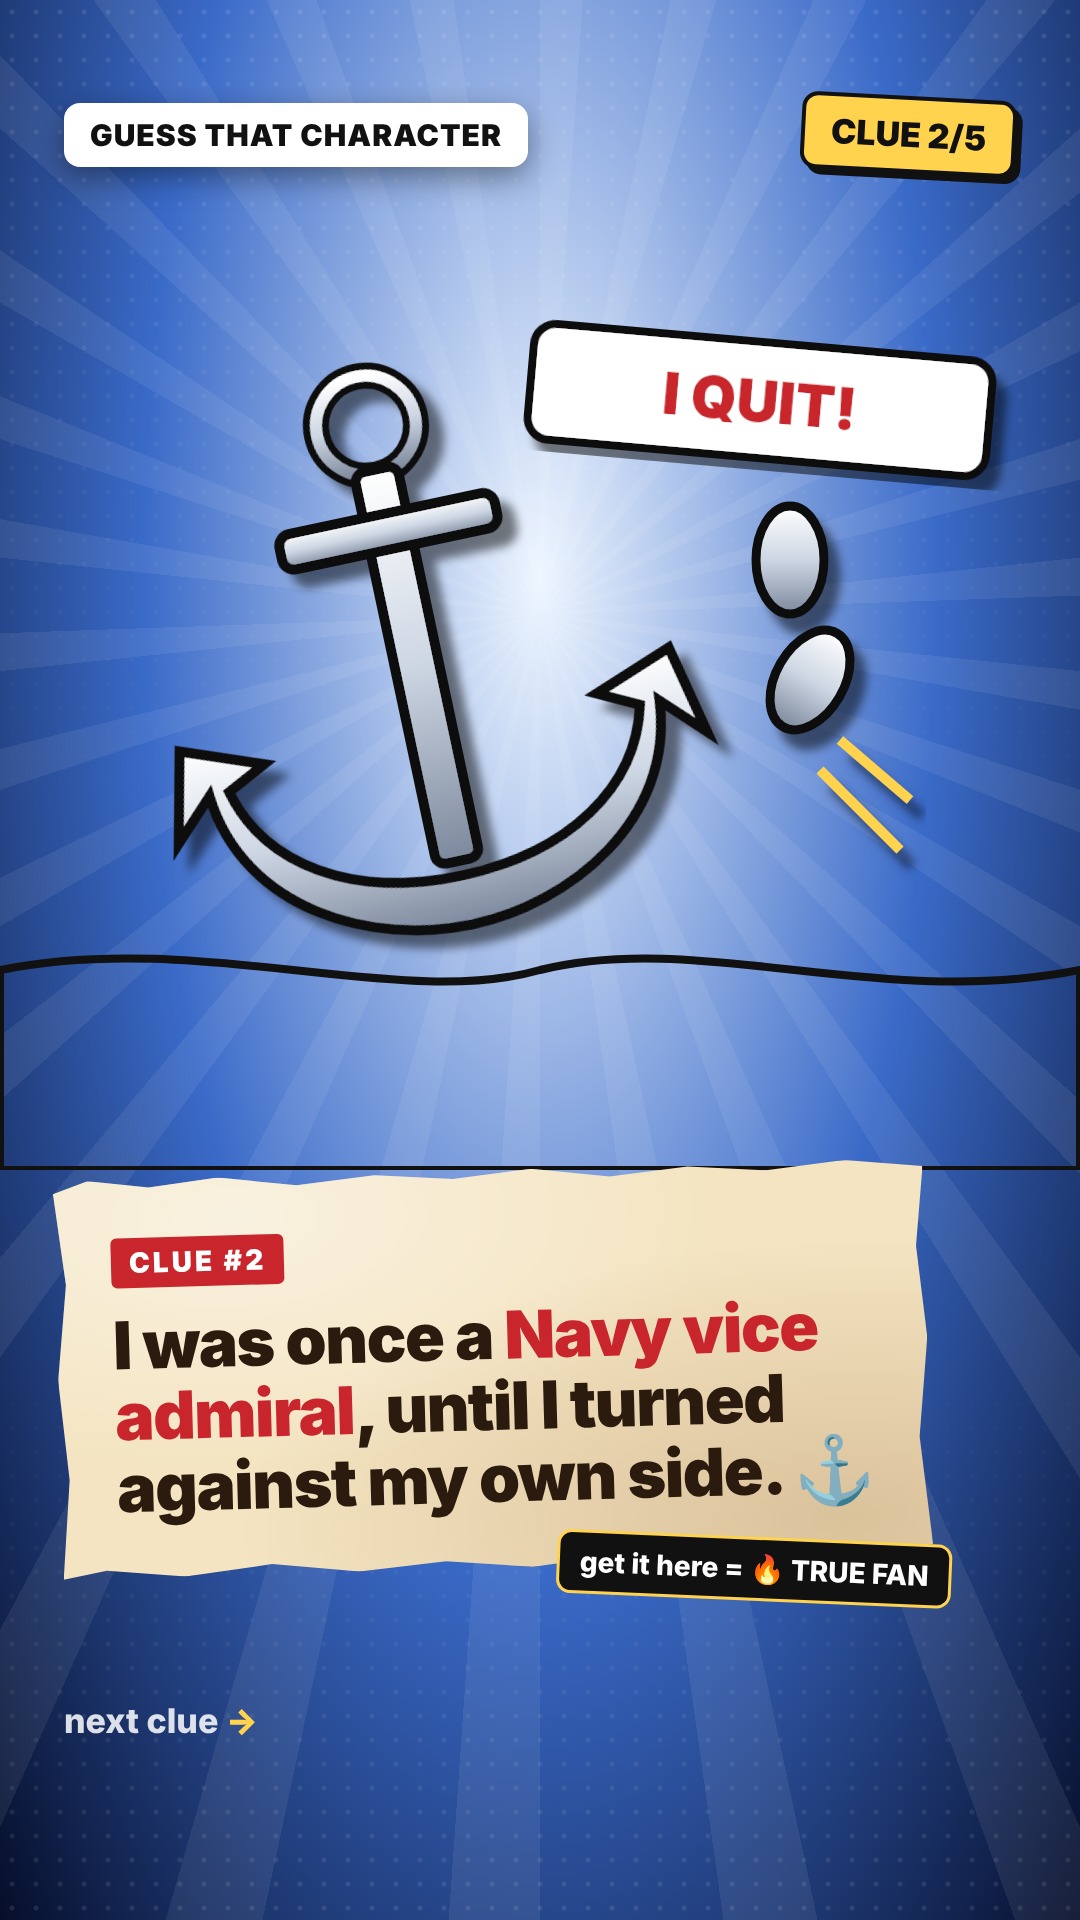 GUESS THAT CHARACTER
CLUE 2/5
I QUIT!
CLUE #2
I was once a Navy vice
admiral, until I turned
against my own side. ⚓
get it here = 🔥 TRUE FAN
next clue →